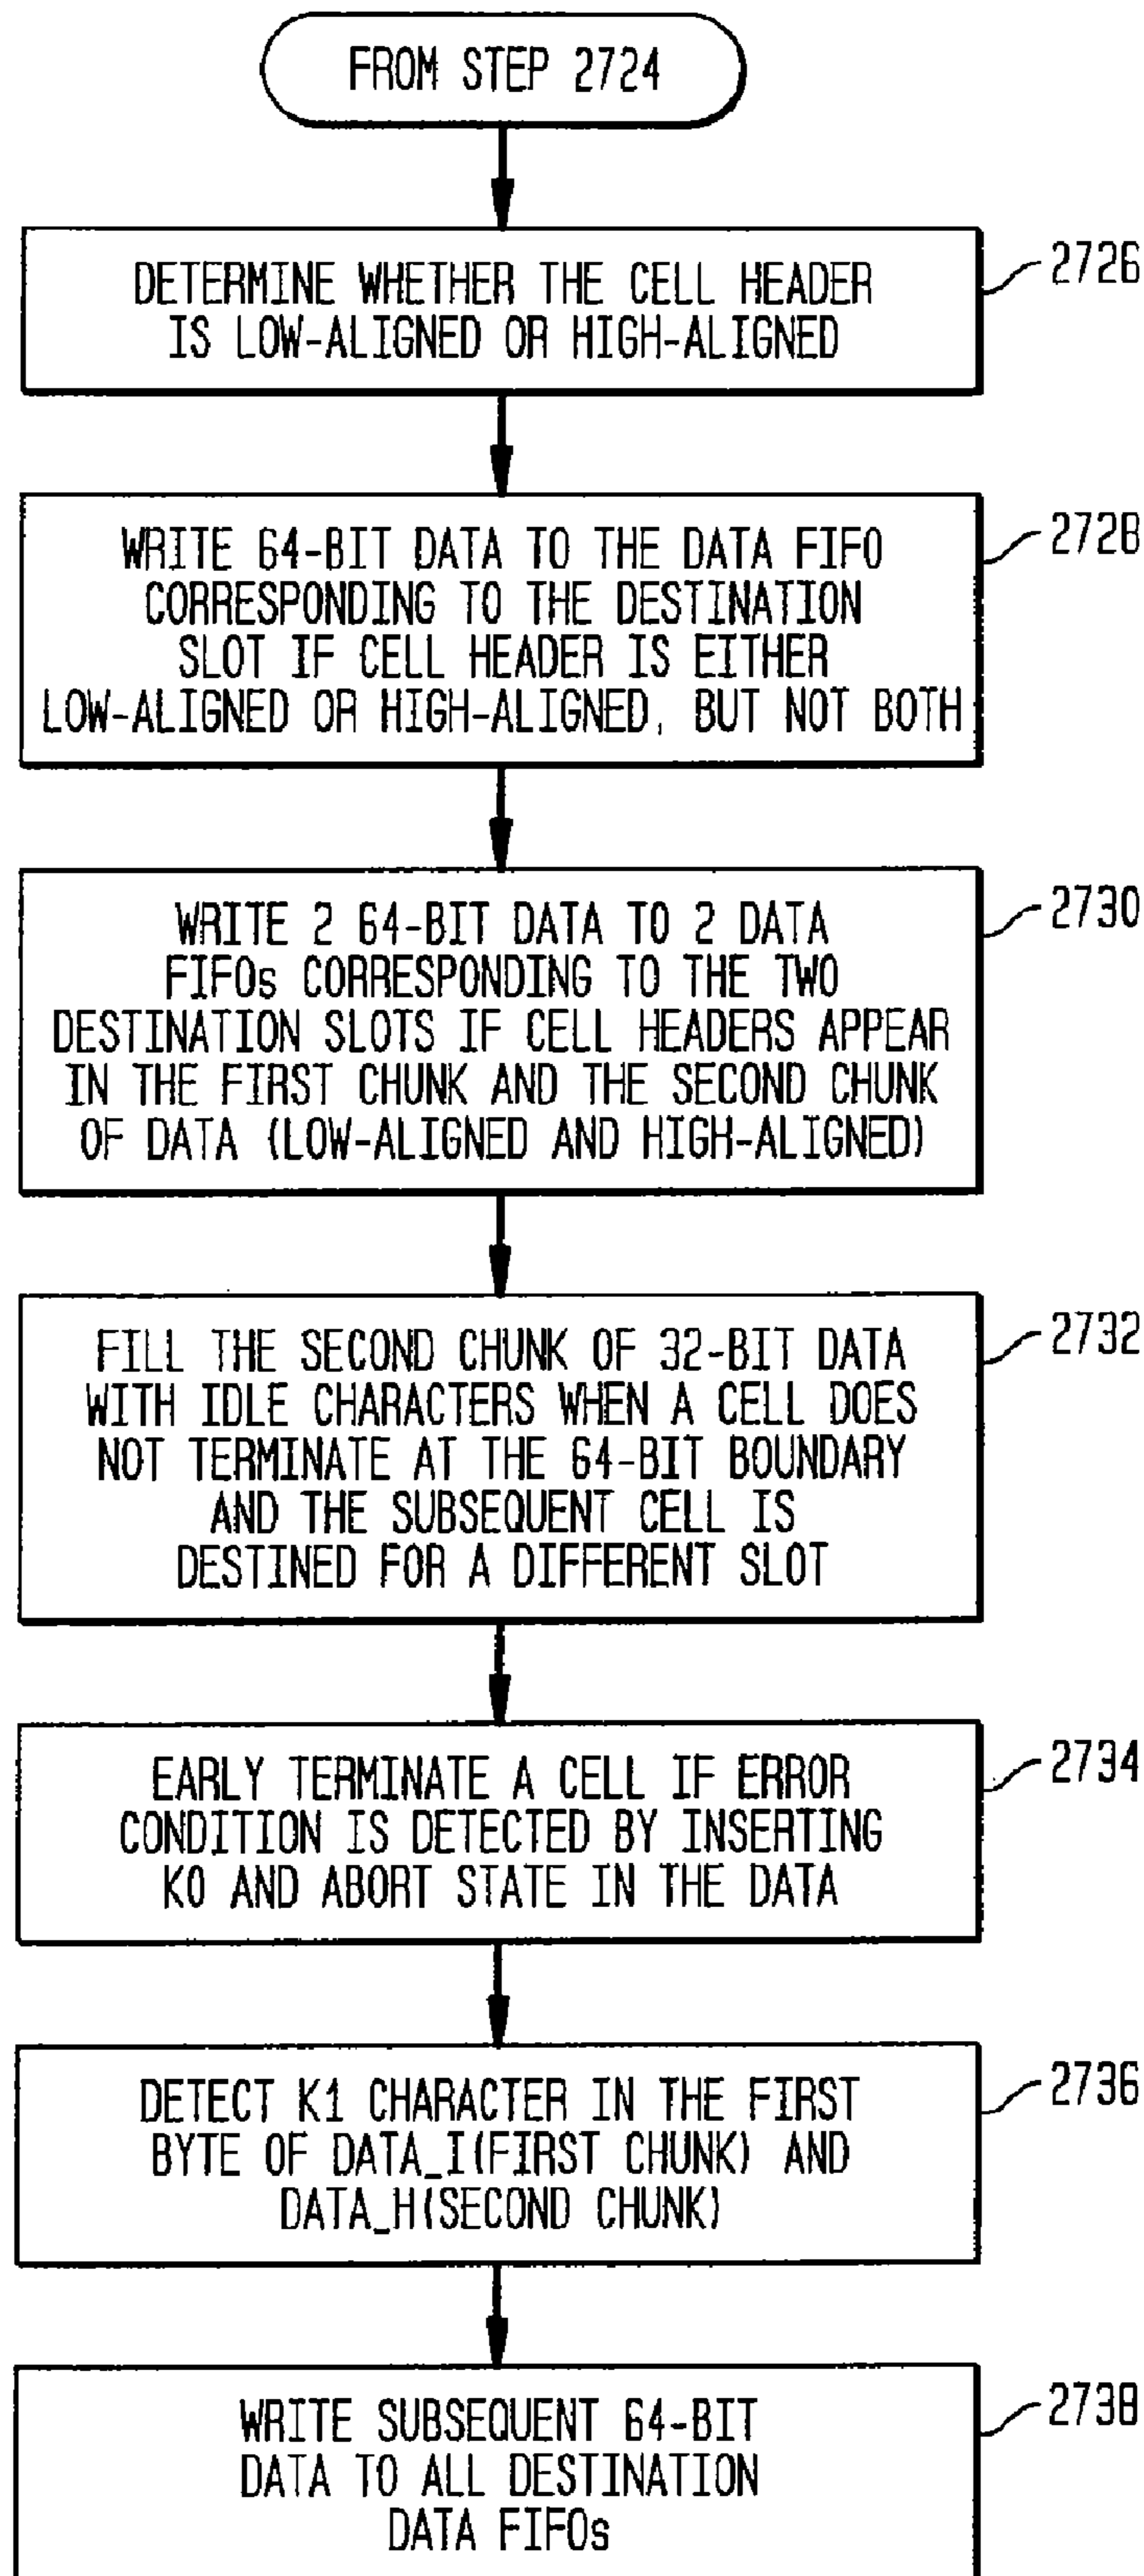 FROM STEP 2724
DETERMINE WHETHER THE CELL HEADER
IS LOW-ALIGNED OR HIGH-ALIGNED
2726
WRITE 64-BIT DATA TO THE DATA FIFO
CORRESPONDING TO THE DESTINATION
SLOT IF CELL HEADER IS EITHER
LOW-ALIGNED OR HIGH-ALIGNED, BUT NOT BOTH
2728
WRITE 2 64-BIT DATA TO 2 DATA
FIFOs CORRESPONDING TO THE TWO
DESTINATION SLOTS IF CELL HEADERS APPEAR
IN THE FIRST CHUNK AND THE SECOND CHUNK
OF DATA (LOW-ALIGNED AND HIGH-ALIGNED)
2730
FILL THE SECOND CHUNK OF 32-BIT DATA
WITH IDLE CHARACTERS WHEN A CELL DOES
NOT TERMINATE AT THE 64-BIT BOUNDARY
AND THE SUBSEQUENT CELL IS
DESTINED FOR A DIFFERENT SLOT
2732
EARLY TERMINATE A CELL IF ERROR
CONDITION IS DETECTED BY INSERTING
K0 AND ABORT STATE IN THE DATA
2734
DETECT K1 CHARACTER IN THE FIRST
BYTE OF DATA_I(FIRST CHUNK) AND
DATA_H(SECOND CHUNK)
2736
WRITE SUBSEQUENT 64-BIT
DATA TO ALL DESTINATION
DATA FIFOs
2738